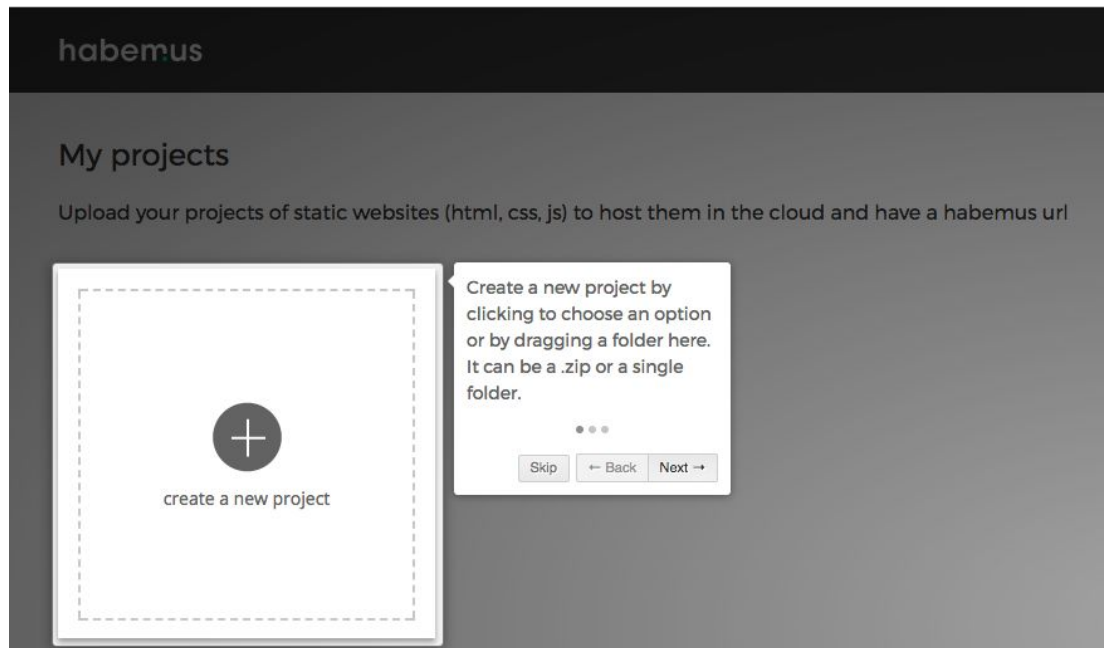 habemus
My projects
Upload your projects of static websites (html, css, js) to host them in the cloud and have a habemus url
Create a new project by
clicking to choose an option
or by dragging a folder here.
It can be a .zip or a single
folder.
Skip
← Back
Next →
create a new project